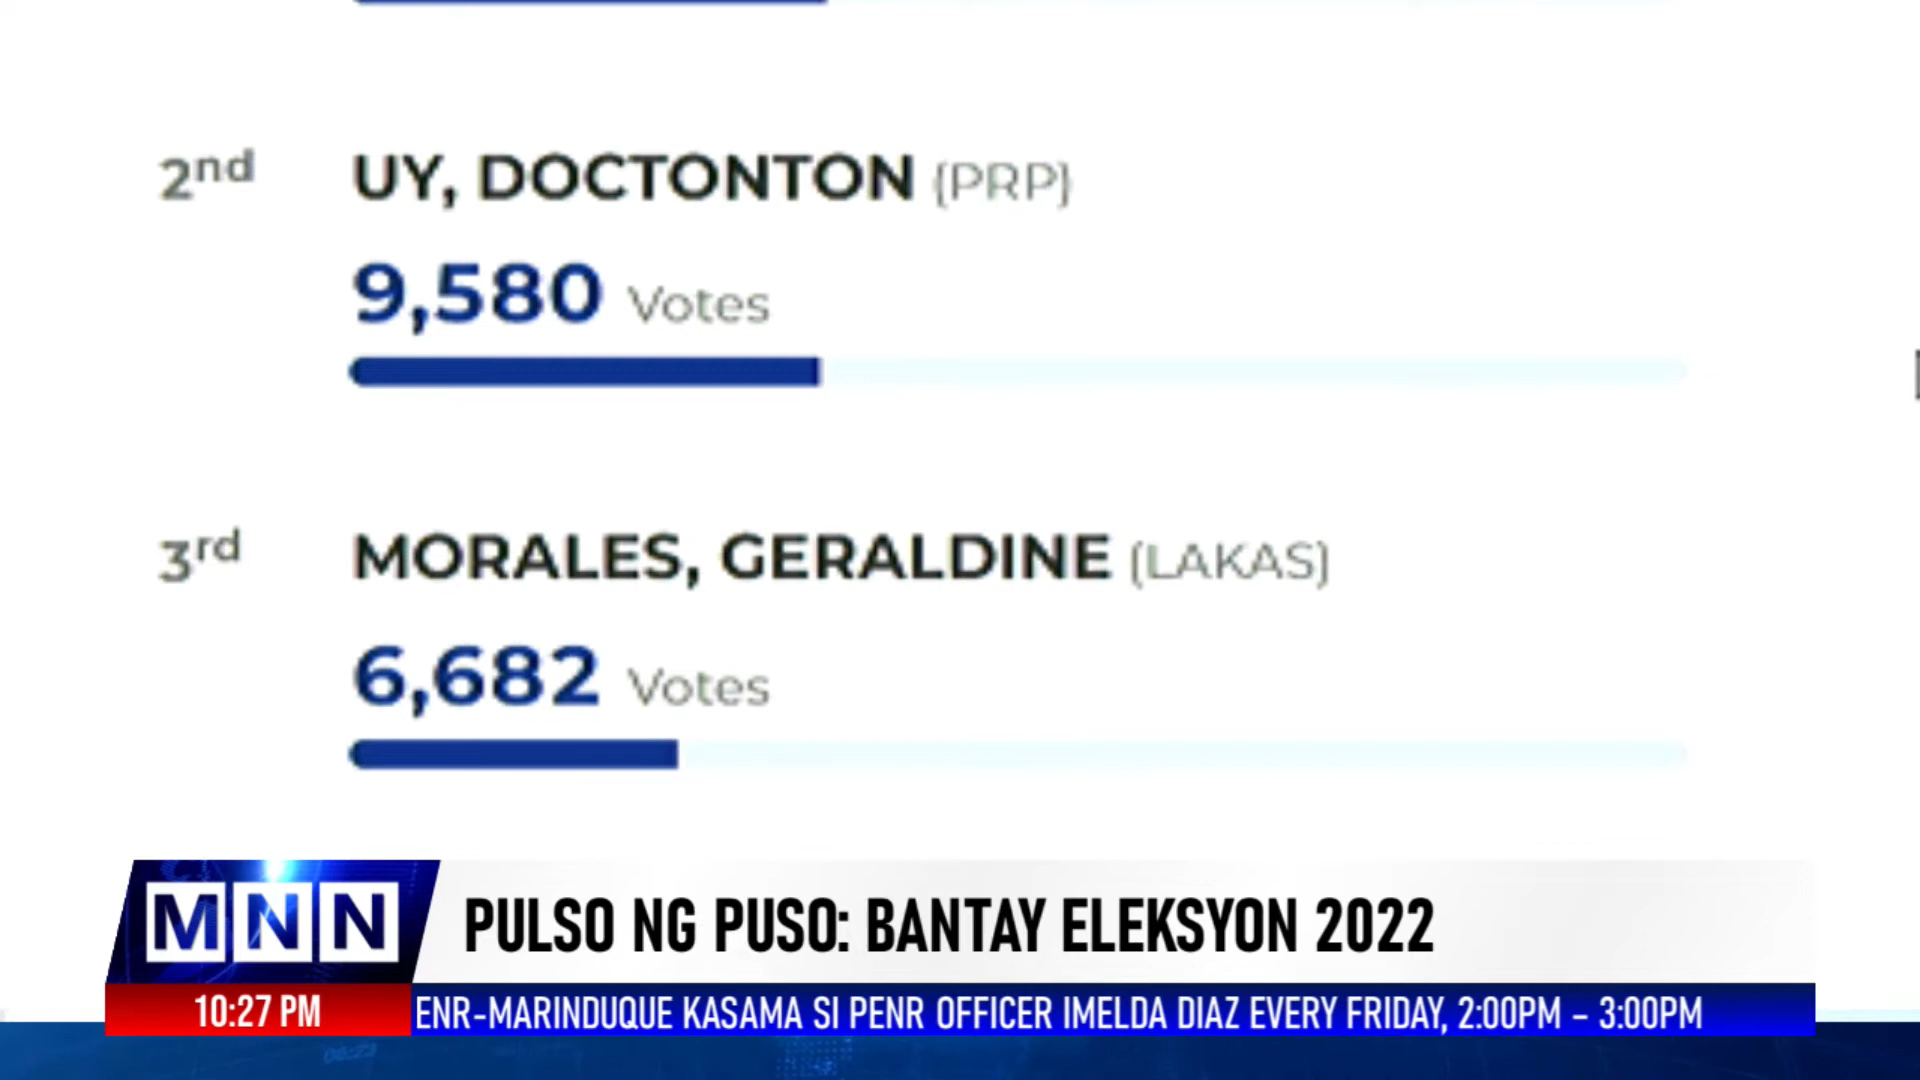 2nd UY, DOCTONTON (PRP)
9,580 Votes
3rd MORALES, GERALDINE (LAKAS)
6,682 Votes
MNN
PULSO NG PUSO: BANTAY ELEKSYON 2022
10:27 PM
ENR-MARINDUQUE KASAMA SI PENR OFFICER IMELDA DIAZ EVERY FRIDAY, 2:00PM – 3:00PM